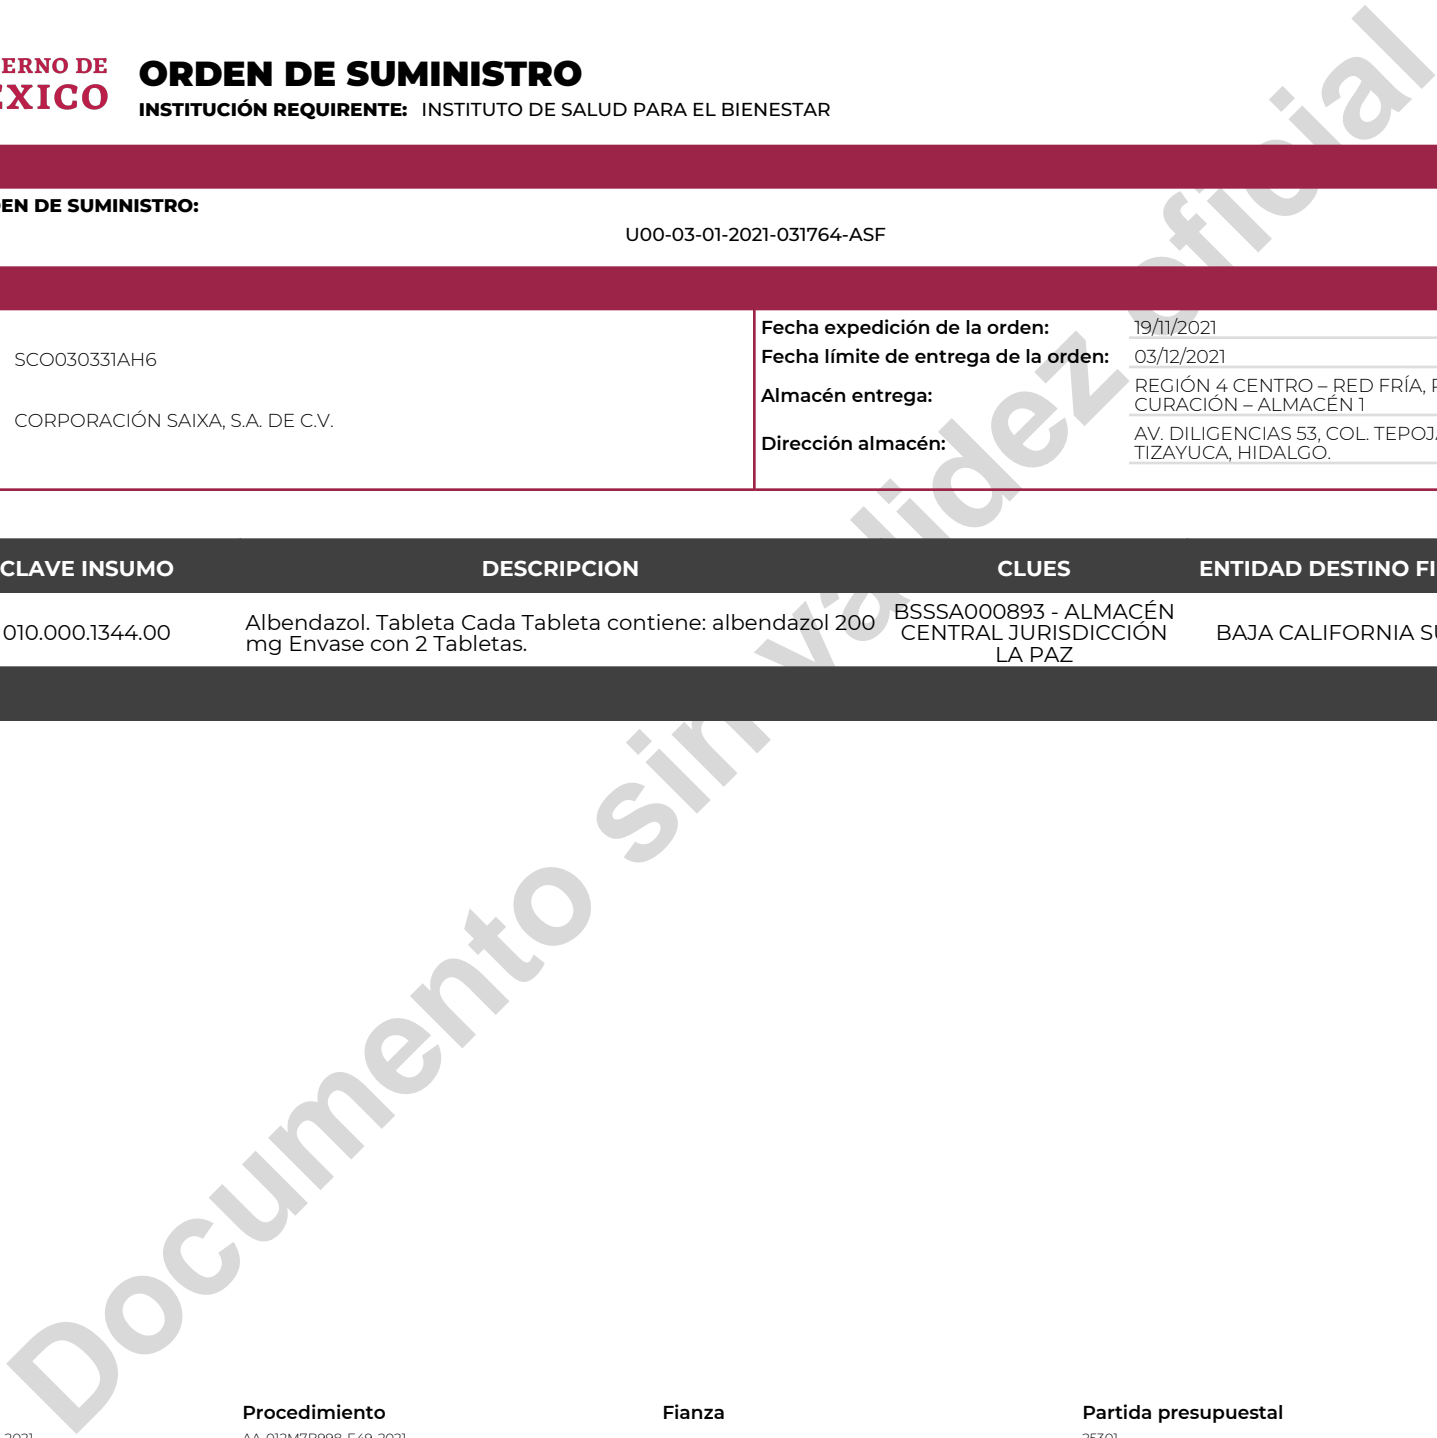 ERNO DE
EXICO
ORDEN DE SUMINISTRO
INSTITUCIÓN REQUIRENTE: INSTITUTO DE SALUD PARA EL BIENESTAR
EN DE SUMINISTRO:
U00-03-01-2021-031764-ASF
SCO030331AH6
CORPORACIÓN SAIXA, S.A. DE C.V.
Fecha expedición de la orden: 19/11/2021
Fecha límite de entrega de la orden: 03/12/2021
Almacén entrega: REGIÓN 4 CENTRO – RED FRÍA,
CURACIÓN – ALMACÉN 1
Dirección almacén: AV. DILIGENCIAS 53, COL. TEPOJ
TIZAYUCA, HIDALGO.
CLAVE INSUMO DESCRIPCION CLUES ENTIDAD DESTINO FI
010.000.1344.00
Albendazol. Tableta Cada Tableta contiene: albendazol 200
mg Envase con 2 Tabletas.
BSSSA000893 - ALMACÉN
CENTRAL JURISDICCIÓN
LA PAZ
BAJA CALIFORNIA S
Documento sin validez oficial
Procedimiento Fianza Partida presupuestal